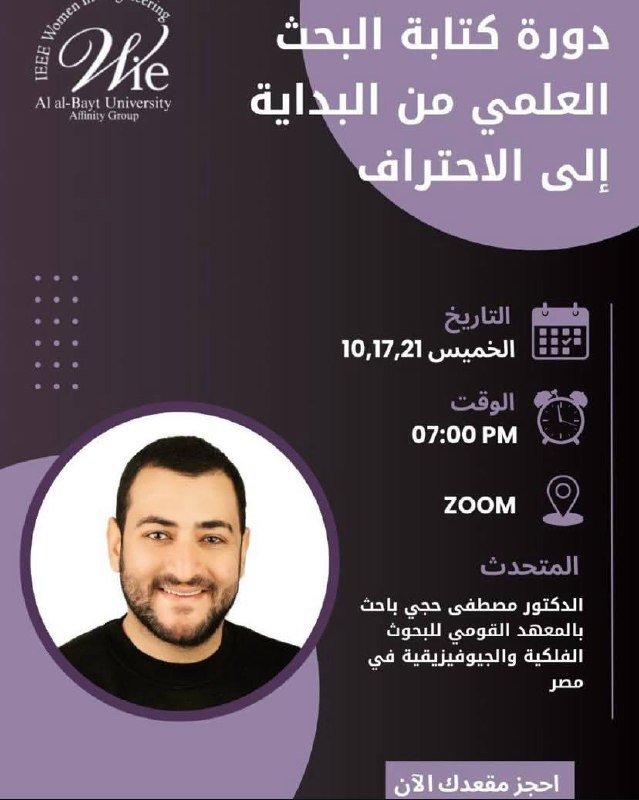 IEEE Women in Engineering
Wie
Al al-Bayt University
Affinity Group
دورة كتابة البحث
العلمي من البداية
إلى الاحتراف
التاريخ
الخميس 10,17,21
الوقت
07:00 PM
ZOOM
المتحدث
الدكتور مصطفى حجي باحث
بالمعهد القومي للبحوث
الفلكية والجيوفيزيقية في
مصر
احجز مقعدك الآن